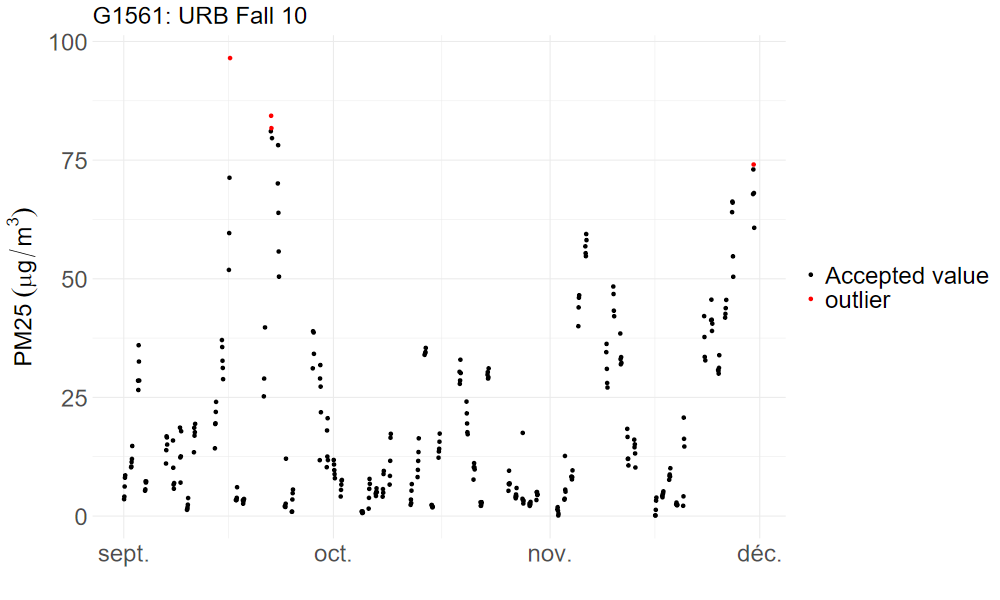 G1561: URB Fall 10
100
75
50
25
0
PM25 (µg/m³)
sept.
oct.
nov.
déc.
Accepted value
outlier